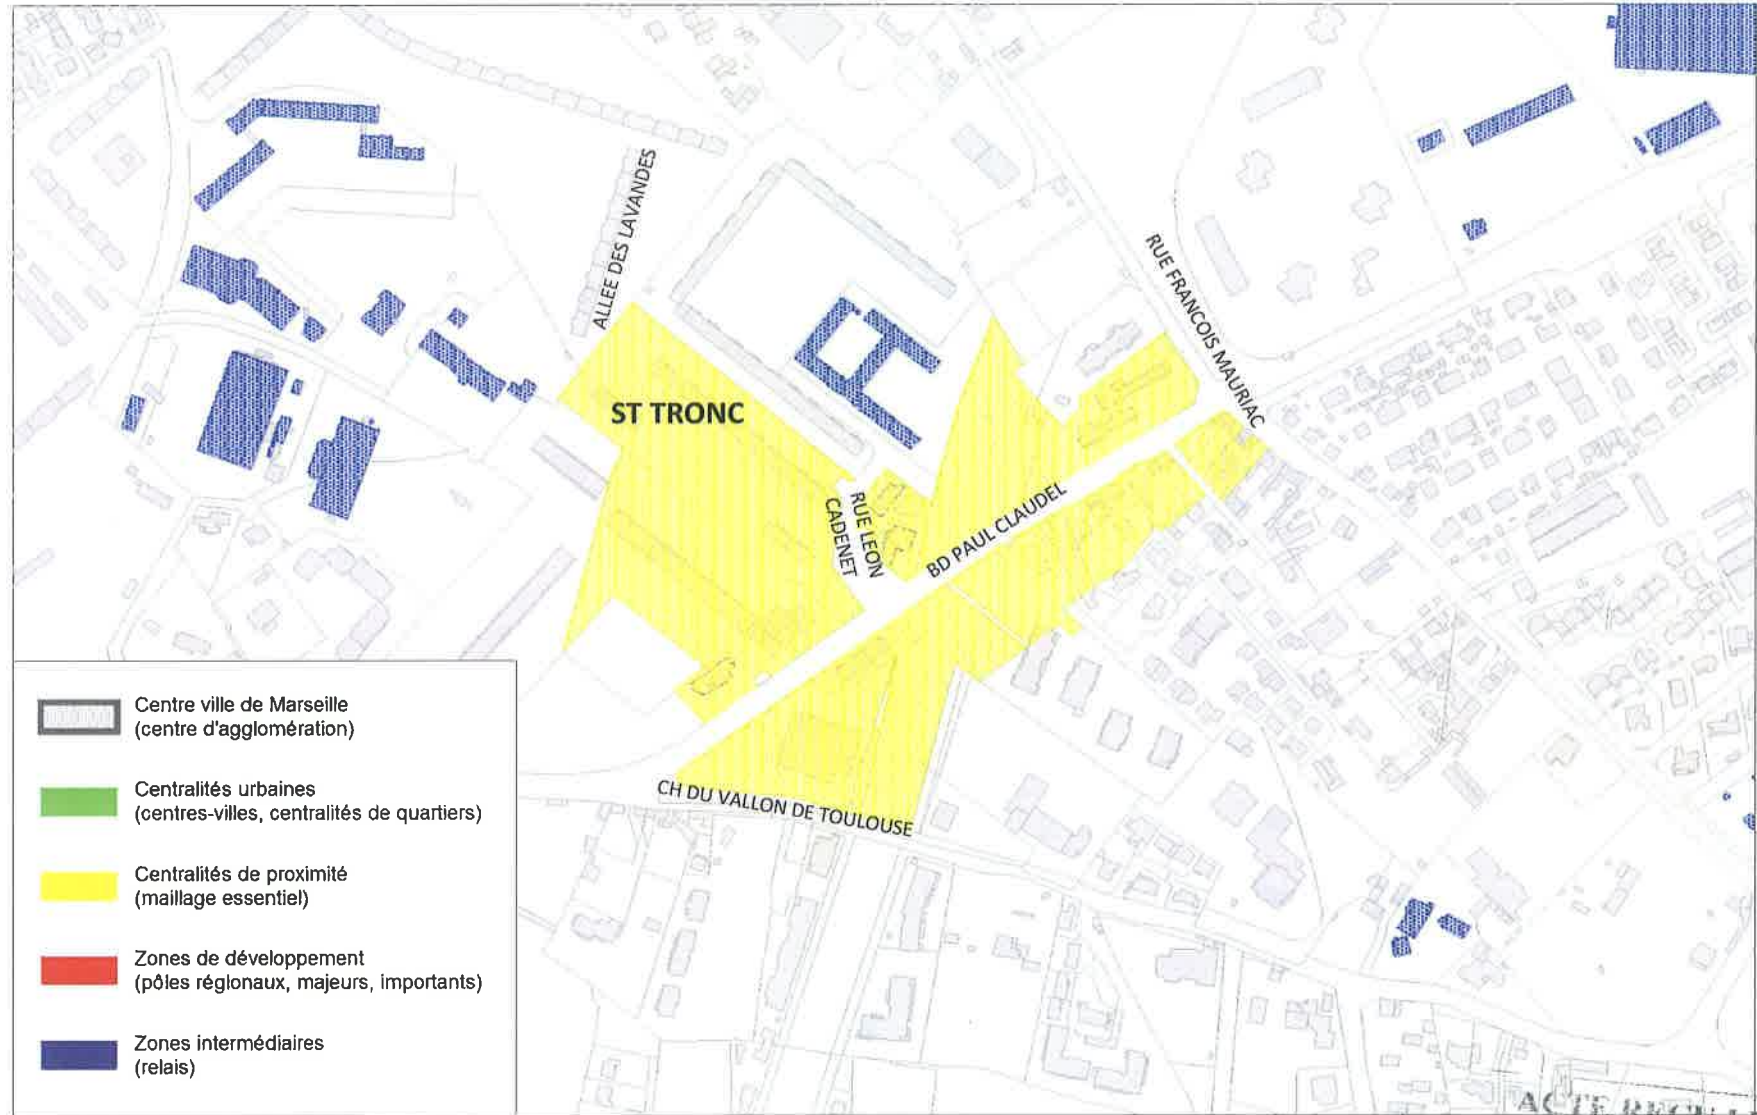 ALLEE DES LAVANDES
RUE FRANCOIS MAURIAC
ST TRONC
RUE LEON
CADENET
BD PAUL CLAUDEL
CH DU VALLON DE TOULOUSE
Centre ville de Marseille
(centre d'agglomération)
Centralités urbaines
(centres-villes, centralités de quartiers)
Centralités de proximité
(maillage essentiel)
Zones de développement
(pôles régionaux, majeurs, importants)
Zones intermédiaires
(relais)
ACTE